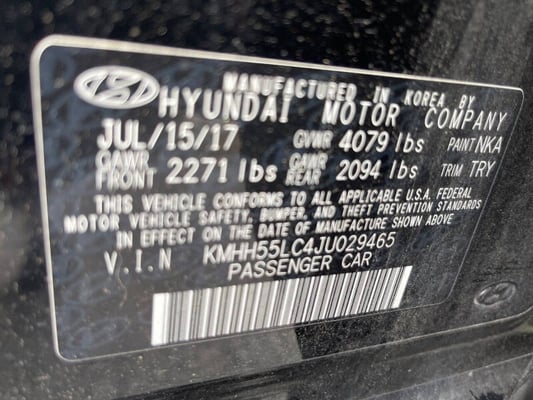 MANUFACTURED IN KOREA BY
HYUNDAI MOTOR COMPANY
JUL/15/17 GVWR 4079 lbs PAINT NKA
GAWR FRONT 2271 lbs GAWR REAR 2094 lbs TRIM TRY
THIS VEHICLE CONFORMS TO ALL APPLICABLE U.S.A. FEDERAL
MOTOR VEHICLE SAFETY, BUMPER, AND THEFT PREVENTION STANDARDS
IN EFFECT ON THE DATE OF MANUFACTURE SHOWN ABOVE
V.I.N KMHH55LC4JU029465
PASSENGER CAR